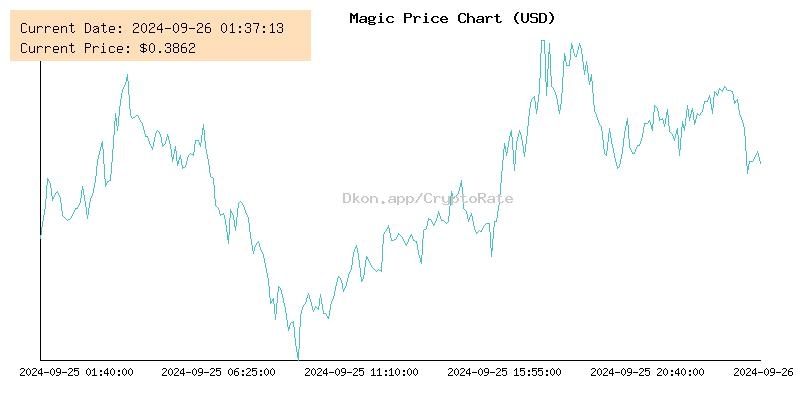 Magic Price Chart (USD)
Current Date: 2024-09-26 01:37:13
Current Price: $0.3862
Dkon.app/CryptoRate
2024-09-25 01:40:00
2024-09-25 06:25:00
2024-09-25 11:10:00
2024-09-25 15:55:00
2024-09-25 20:40:00
2024-09-26